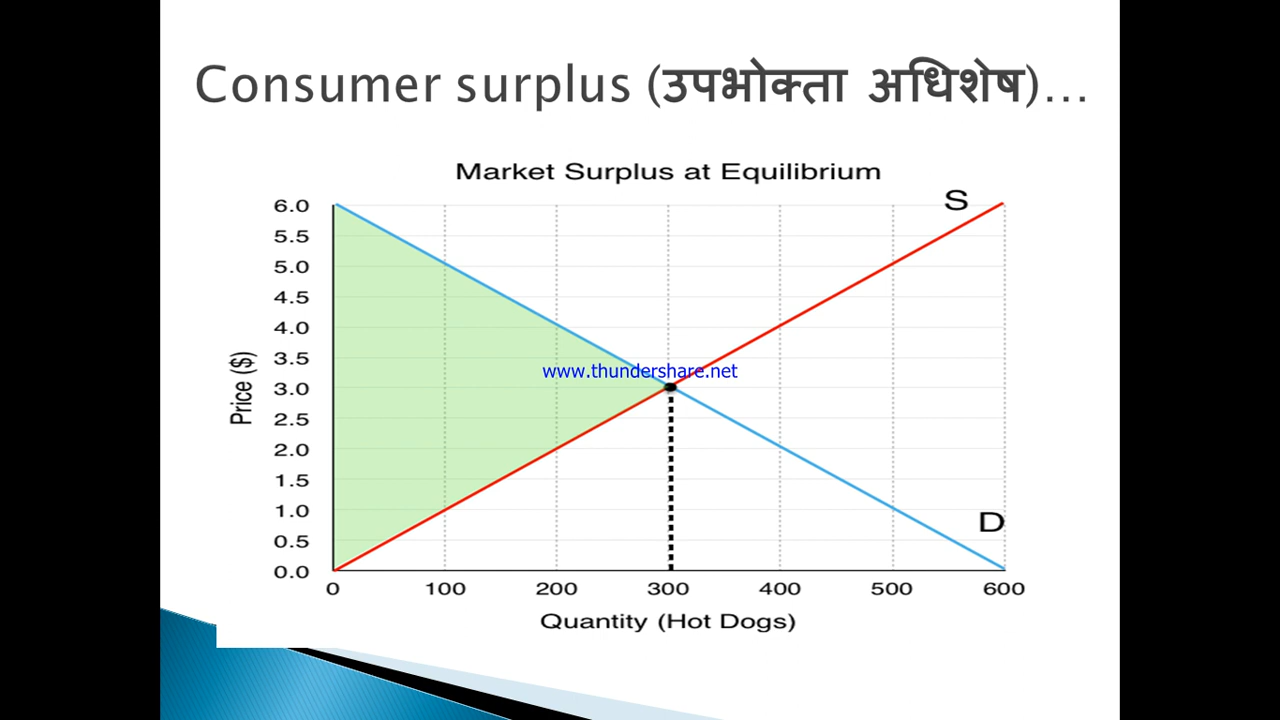 Consumer surplus (उपभोक्ता अधिशेष)...
Market Surplus at Equilibrium
S
6.0
5.5
5.0
4.5
4.0
3.5
www.thundershare.net
3.0
2.5
2.0
1.5
1.0
D
0.5
0.0
Price ($)
0 100 200 300 400 500 600
Quantity (Hot Dogs)